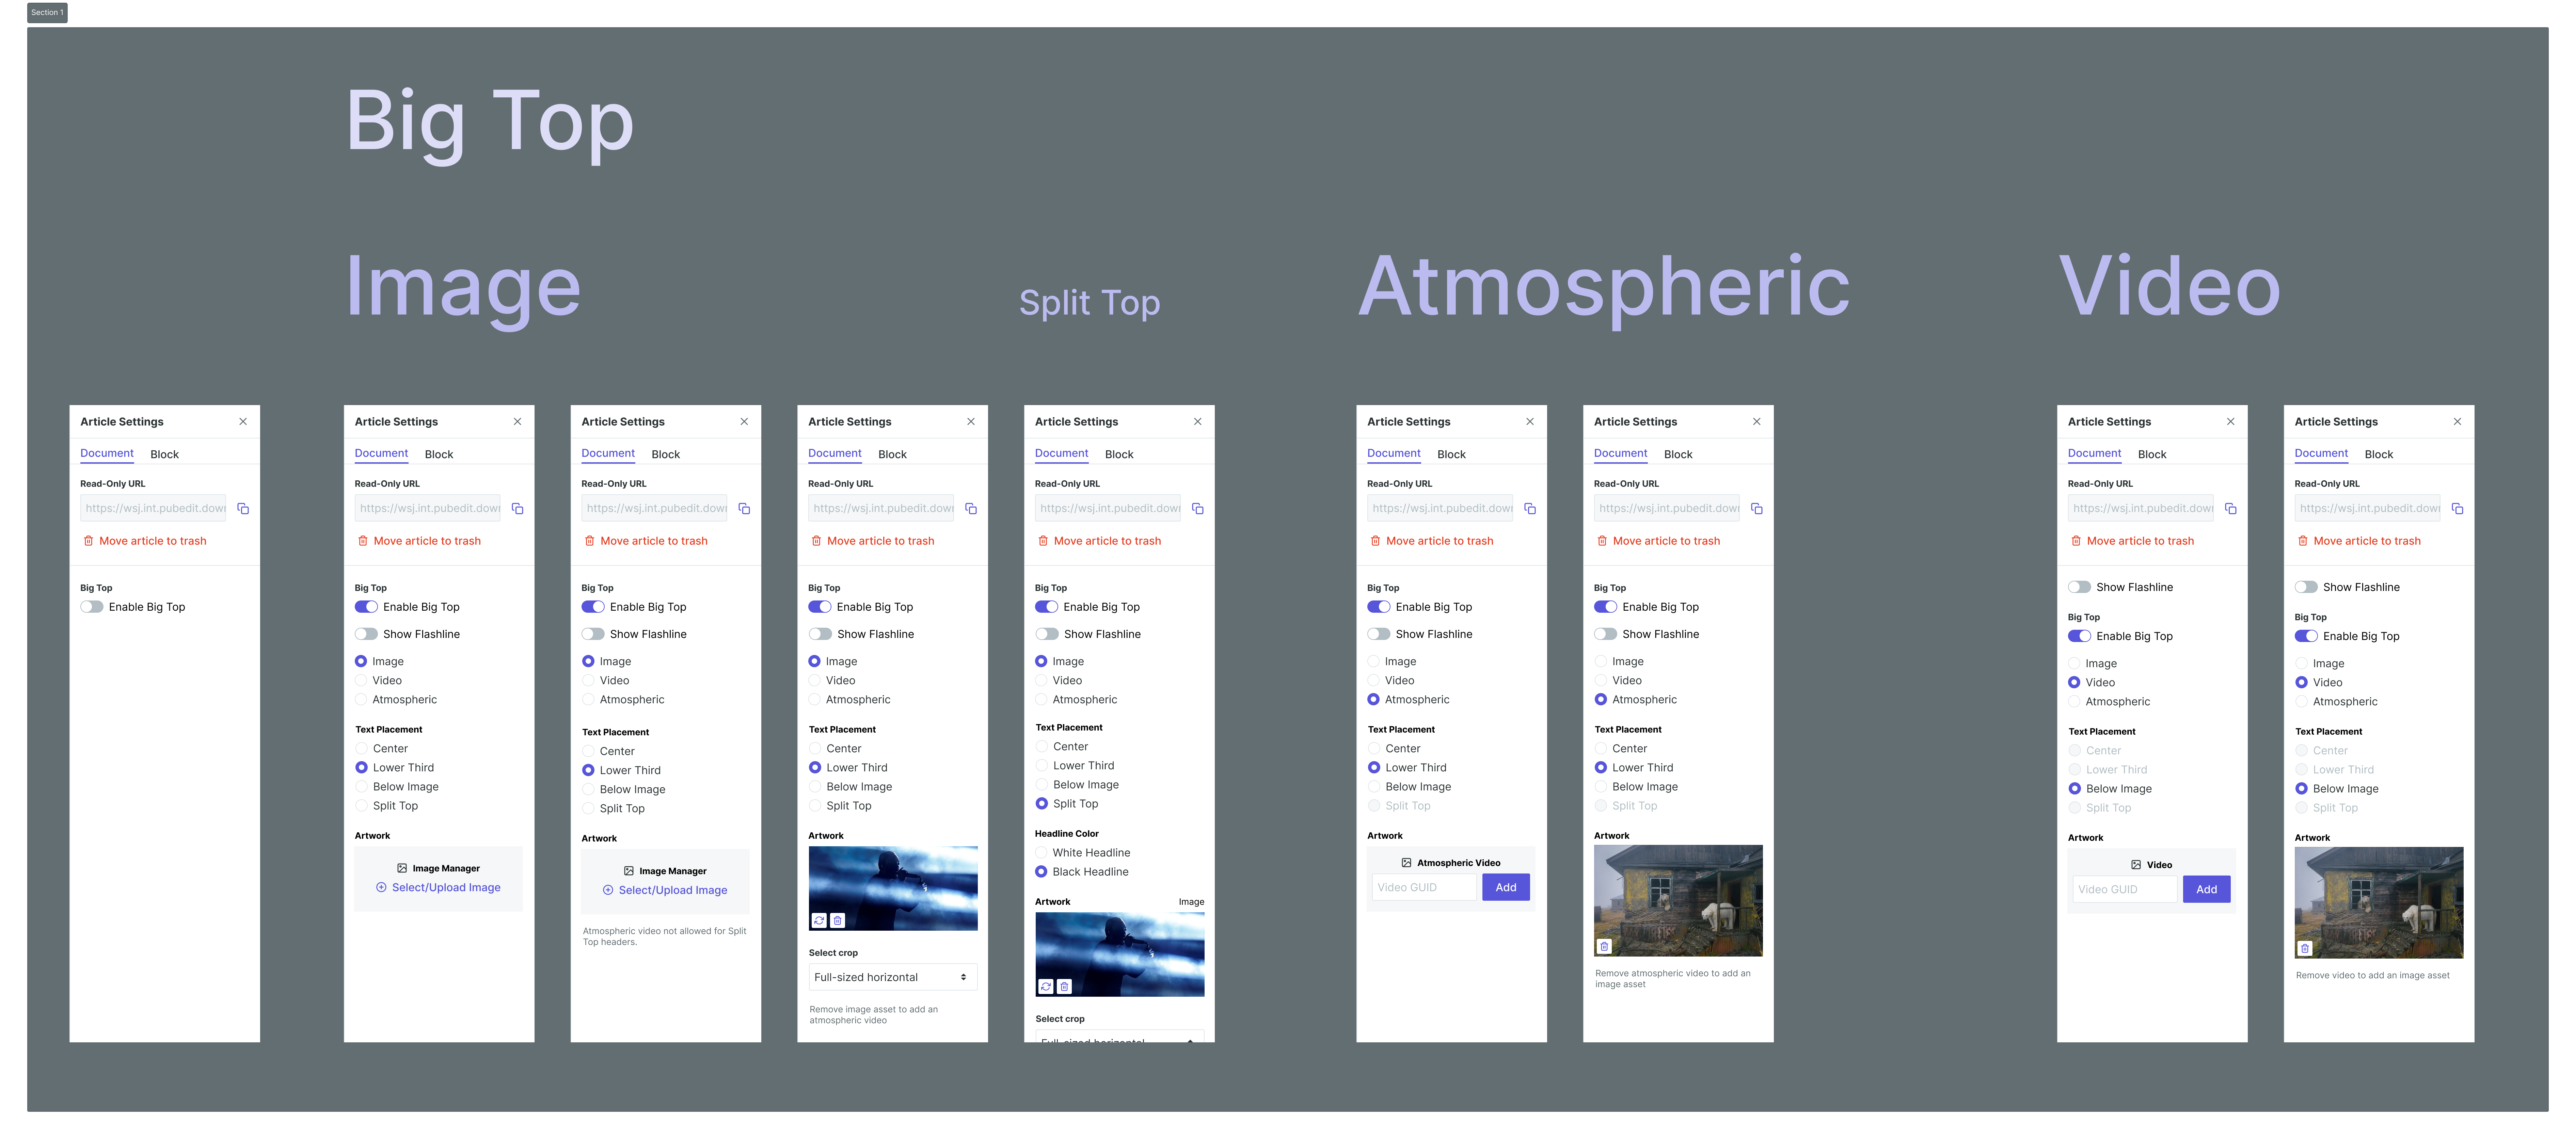 Section 1
Big Top
Image
Split Top
Atmospheric
Video
Article Settings
Document Block
Read-Only URL
https://wsj.int.pubedit.dow
Move article to trash
Big Top
Enable Big Top
Article Settings
Document Block
Read-Only URL
https://wsj.int.pubedit.dow
Move article to trash
Big Top
Enable Big Top
Show Flashline
Image
Video
Atmospheric
Text Placement
Center
Lower Third
Below Image
Split Top
Artwork
Image Manager
Select/Upload Image
Article Settings
Document Block
Read-Only URL
https://wsj.int.pubedit.dow
Move article to trash
Big Top
Enable Big Top
Show Flashline
Image
Video
Atmospheric
Text Placement
Center
Lower Third
Below Image
Split Top
Artwork
Image Manager
Select/Upload Image
Atmospheric video not allowed for Split
Top headers.
Article Settings
Document Block
Read-Only URL
https://wsj.int.pubedit.dow
Move article to trash
Big Top
Enable Big Top
Show Flashline
Image
Video
Atmospheric
Text Placement
Center
Lower Third
Below Image
Split Top
Artwork
Select crop
Full-sized horizontal
Remove image asset to add an
atmospheric video
Article Settings
Document Block
Read-Only URL
https://wsj.int.pubedit.dow
Move article to trash
Big Top
Enable Big Top
Show Flashline
Image
Video
Atmospheric
Text Placement
Center
Lower Third
Below Image
Split Top
Headline Color
White Headline
Black Headline
Artwork Image
Select crop
Full-sized horizontal
Article Settings
Document Block
Read-Only URL
https://wsj.int.pubedit.dow
Move article to trash
Big Top
Enable Big Top
Show Flashline
Image
Video
Atmospheric
Text Placement
Center
Lower Third
Below Image
Split Top
Artwork
Atmospheric Video
Video GUID Add
Article Settings
Document Block
Read-Only URL
https://wsj.int.pubedit.dow
Move article to trash
Big Top
Enable Big Top
Show Flashline
Image
Video
Atmospheric
Text Placement
Center
Lower Third
Below Image
Split Top
Artwork
Remove atmospheric video to add an
image asset
Article Settings
Document Block
Read-Only URL
https://wsj.int.pubedit.dow
Move article to trash
Show Flashline
Big Top
Enable Big Top
Image
Video
Atmospheric
Text Placement
Center
Lower Third
Below Image
Split Top
Artwork
Video
Video GUID Add
Article Settings
Document Block
Read-Only URL
https://wsj.int.pubedit.dow
Move article to trash
Show Flashline
Big Top
Enable Big Top
Image
Video
Atmospheric
Text Placement
Center
Lower Third
Below Image
Split Top
Artwork
Remove video to add an image asset